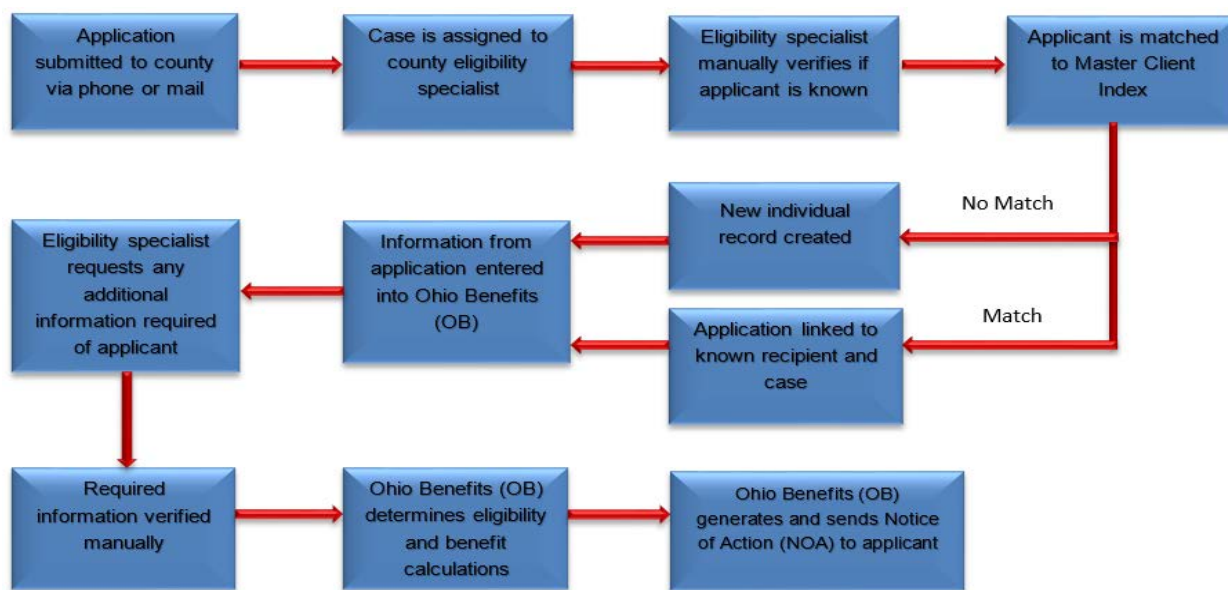 Application
submitted to county
via phone or mail
Case is assigned to
county eligibility
specialist
Eligibility specialist
manually verifies if
applicant is known
Applicant is matched
to Master Client
Index
No Match
New individual
record created
Match
Application linked to
known recipient and
case
Information from
application entered
into Ohio Benefits
(OB)
Eligibility specialist
requests any
additional
information required
of applicant
Required
information verified
manually
Ohio Benefits (OB)
determines eligibility
and benefit
calculations
Ohio Benefits (OB)
generates and sends Notice
of Action (NOA) to applicant